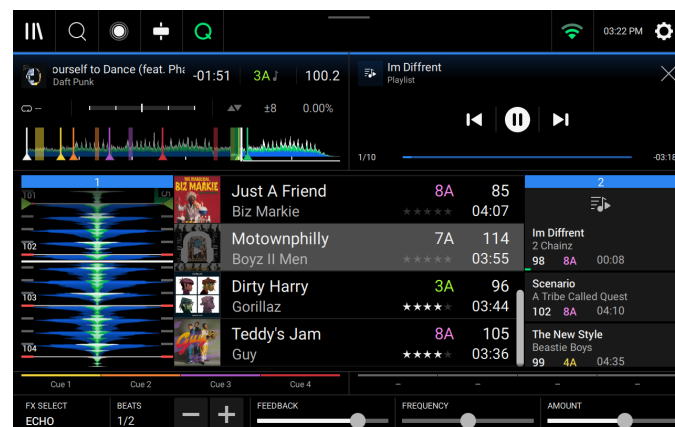 03:22 PM
ourself to Dance (feat. Pha
Daft Punk
-01:51
3A
100.2
Im Diffrent
Playlist
--
±8
0.00%
1/10
-03:18
1
2
101
102
103
104
BIZ MARKIE
Just A Friend
8A
85
Biz Markie
04:07
Motownphilly
7A
114
Boyz II Men
03:55
Dirty Harry
3A
96
Gorillaz
03:44
Teddy's Jam
8A
105
Guy
03:36
Im Diffrent
2 Chainz
98 8A 00:08
Scenario
A Tribe Called Quest
102 8A 04:10
The New Style
Beastie Boys
99 4A 04:35
Cue 1
Cue 2
Cue 3
Cue 4
–
–
–
–
FX SELECT
ECHO
BEATS
1/2
FEEDBACK
FREQUENCY
AMOUNT